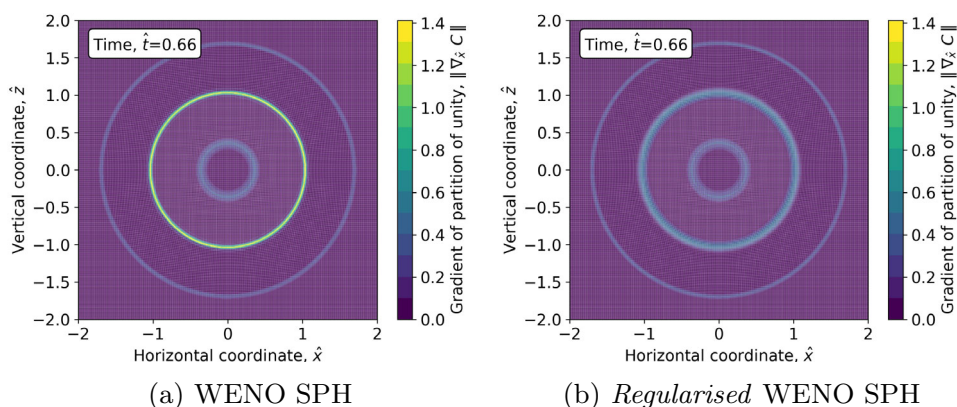 Time, t̂=0.66
2.0
1.5
1.0
0.5
0.0
−0.5
−1.0
−1.5
−2.0
Vertical coordinate, ẑ
−2 −1 0 1 2
Horizontal coordinate, x̂
1.4
1.2
1.0
0.8
0.6
0.4
0.2
0.0
Gradient of partition of unity, ‖∇x̂ C‖
(a) WENO SPH
Time, t̂=0.66
2.0
1.5
1.0
0.5
0.0
−0.5
−1.0
−1.5
−2.0
Vertical coordinate, ẑ
−2 −1 0 1 2
Horizontal coordinate, x̂
1.4
1.2
1.0
0.8
0.6
0.4
0.2
0.0
Gradient of partition of unity, ‖∇x̂ C‖
(b) Regularised WENO SPH